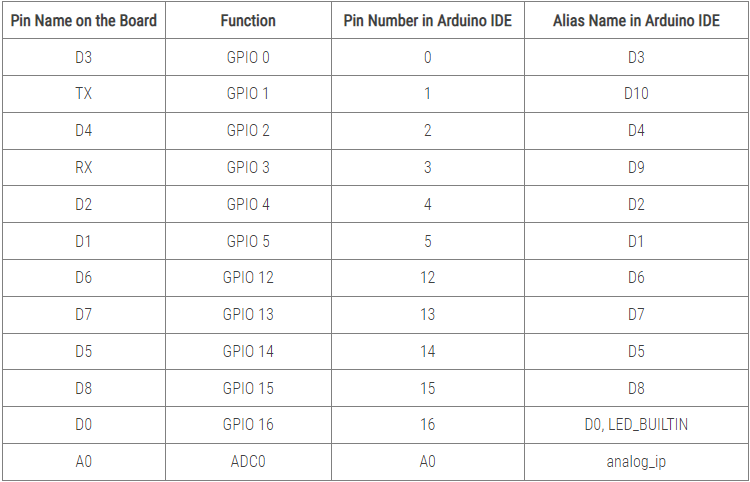 Pin Name on the Board Function Pin Number in Arduino IDE Alias Name in Arduino IDE
D3 GPIO 0 0 D3
TX GPIO 1 1 D10
D4 GPIO 2 2 D4
RX GPIO 3 3 D9
D2 GPIO 4 4 D2
D1 GPIO 5 5 D1
D6 GPIO 12 12 D6
D7 GPIO 13 13 D7
D5 GPIO 14 14 D5
D8 GPIO 15 15 D8
D0 GPIO 16 16 D0, LED_BUILTIN
A0 ADC0 A0 analog_ip